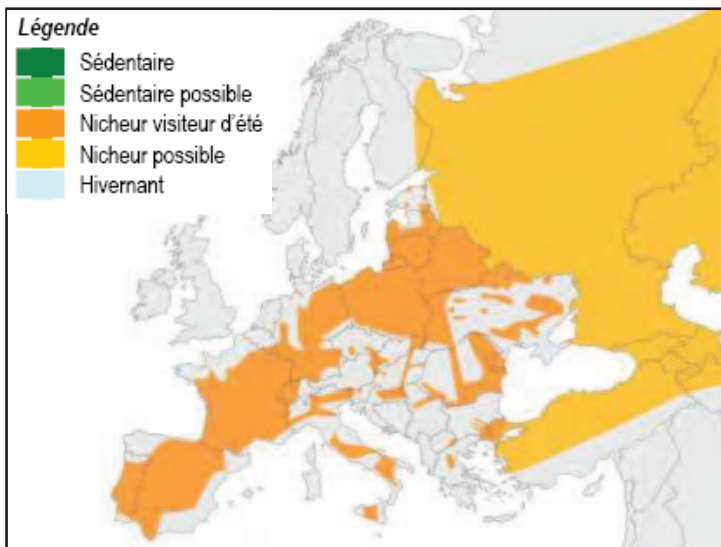 Légende
Sédentaire
Sédentaire possible
Nicheur visiteur d'été
Nicheur possible
Hivernant